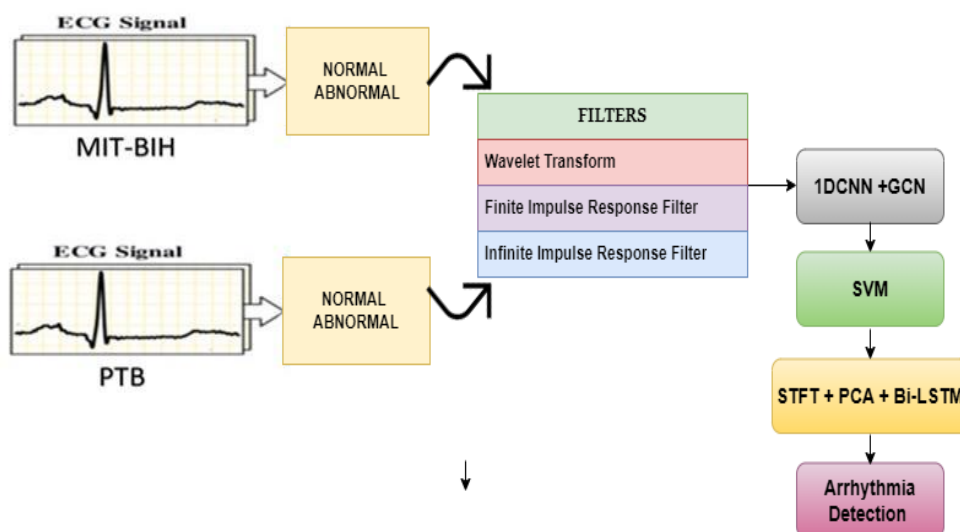 ECG Signal
NORMAL
ABNORMAL
MIT-BIH
FILTERS
Wavelet Transform
Finite Impulse Response Filter
Infinite Impulse Response Filter
ECG Signal
NORMAL
ABNORMAL
PTB
1DCNN +GCN
SVM
STFT + PCA + Bi-LSTM
Arrhythmia
Detection